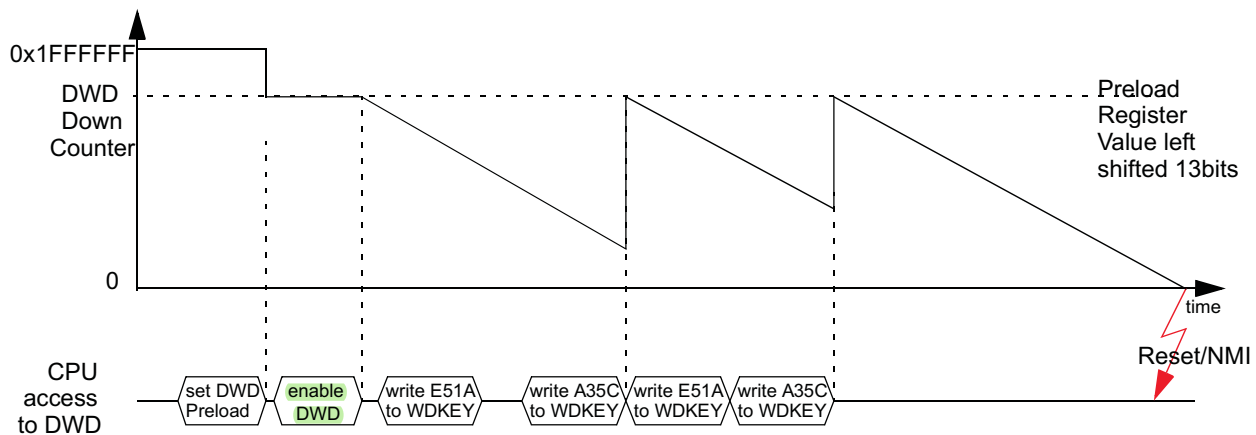 0x1FFFFFF
DWD
Down
Counter
Preload
Register
Value left
shifted 13bits
0
time
Reset/NMI
CPU
access
to DWD
set DWD
Preload
enable
DWD
write E51A
to WDKEY
write A35C
to WDKEY
write E51A
to WDKEY
write A35C
to WDKEY